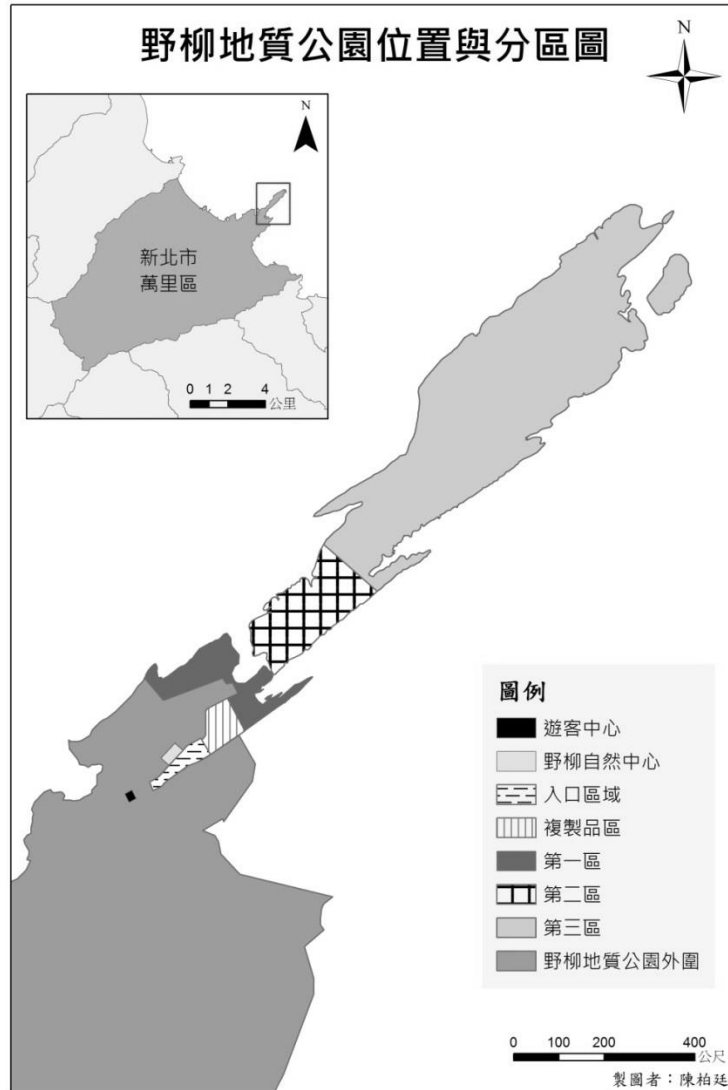 野柳地質公園位置與分區圖
N
N
新北市
萬里區
0 1 2 4
公里
圖例
遊客中心
野柳自然中心
入口區域
複製品區
第一區
第二區
第三區
野柳地質公園外圍
0 100 200 400
公尺
製圖者：陳柏廷